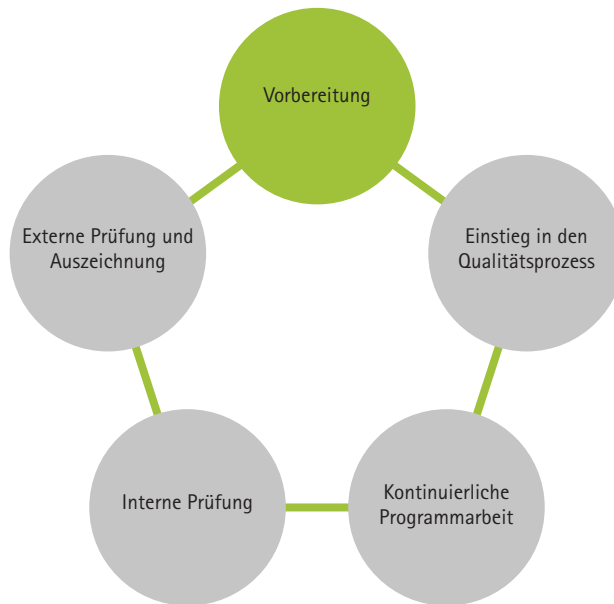 Vorbereitung
Einstieg in den
Qualitätsprozess
Kontinuierliche
Programmarbeit
Interne Prüfung
Externe Prüfung und
Auszeichnung